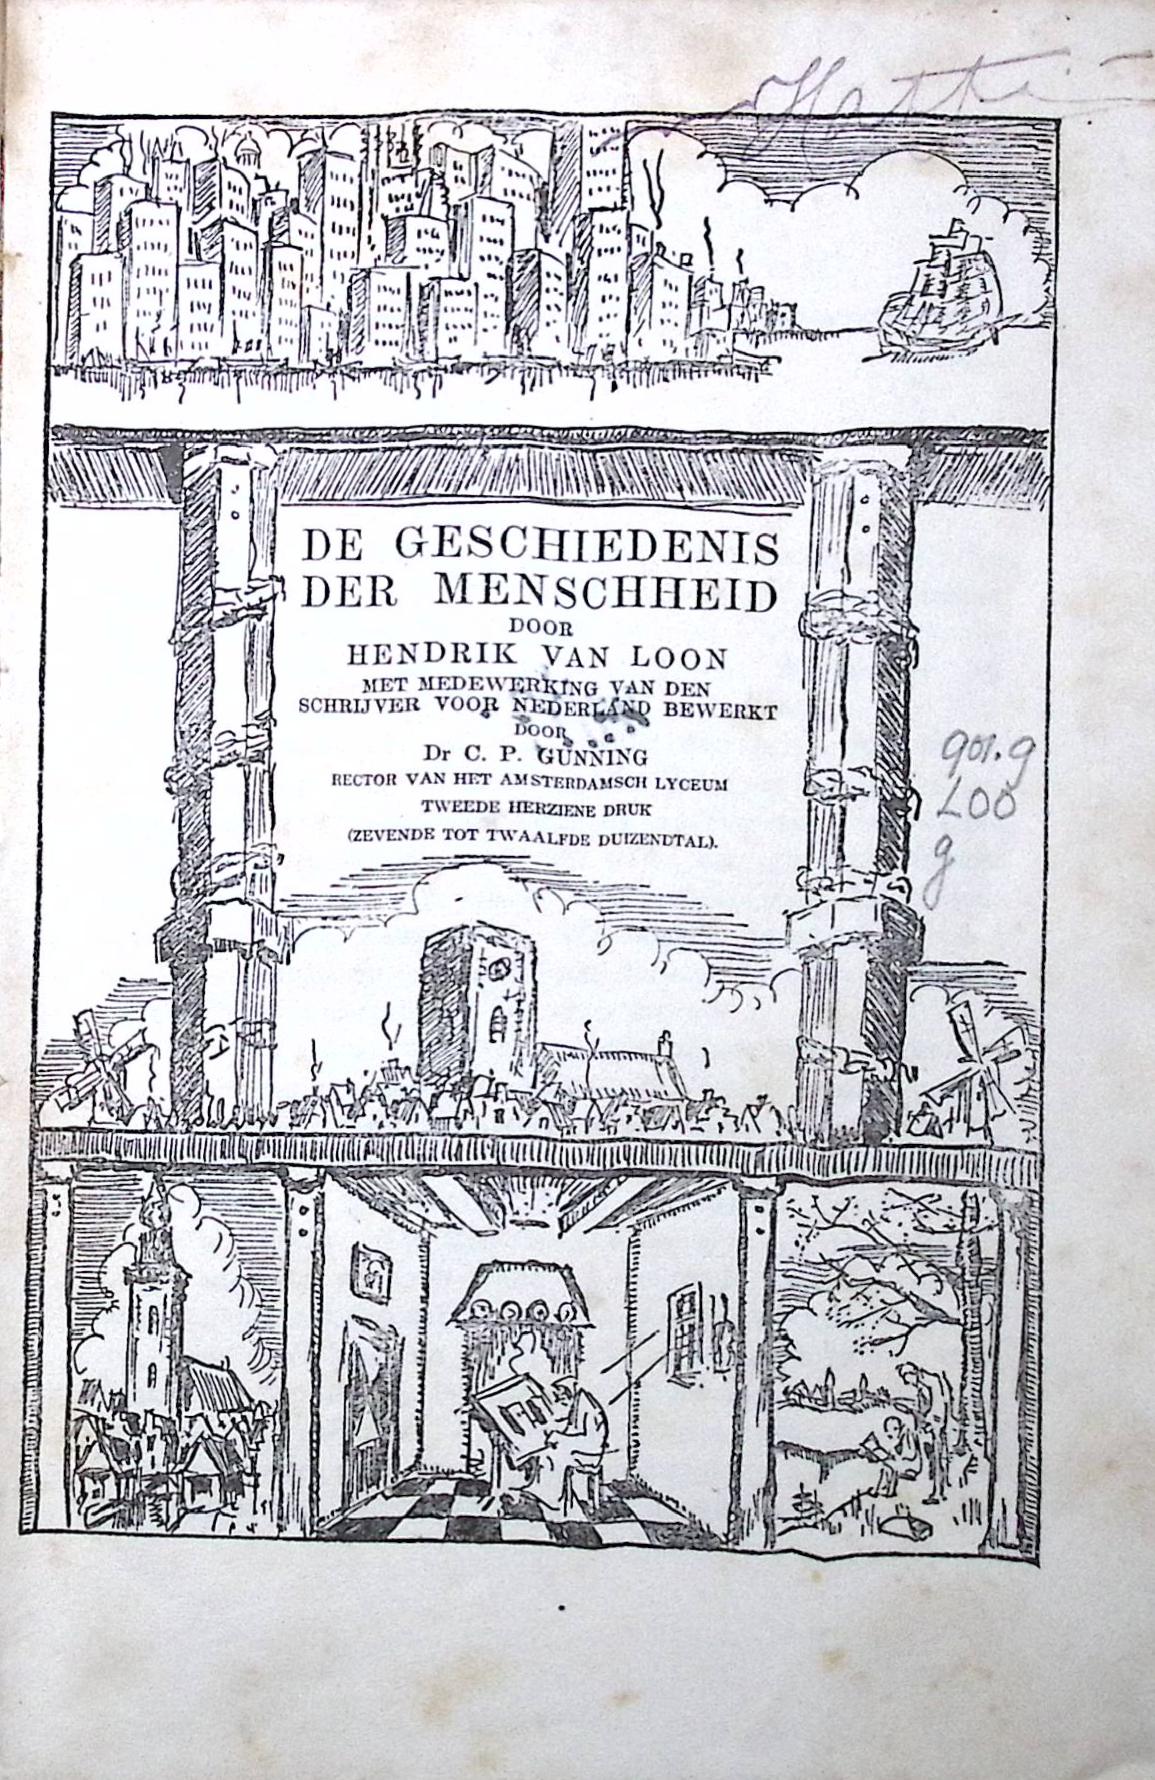 Hatta
DE GESCHIEDENIS
DER MENSCHHEID
DOOR
HENDRIK VAN LOON
MET MEDEWERKING VAN DEN
SCHRIJVER VOOR NEDERLAND BEWERKT
DOOR
Dr C. P. GUNNING
RECTOR VAN HET AMSTERDAMSCH LYCEUM
TWEEDE HERZIENE DRUK
(ZEVENDE TOT TWAALFDE DUIZENDTAL).
901.9
Loo
g